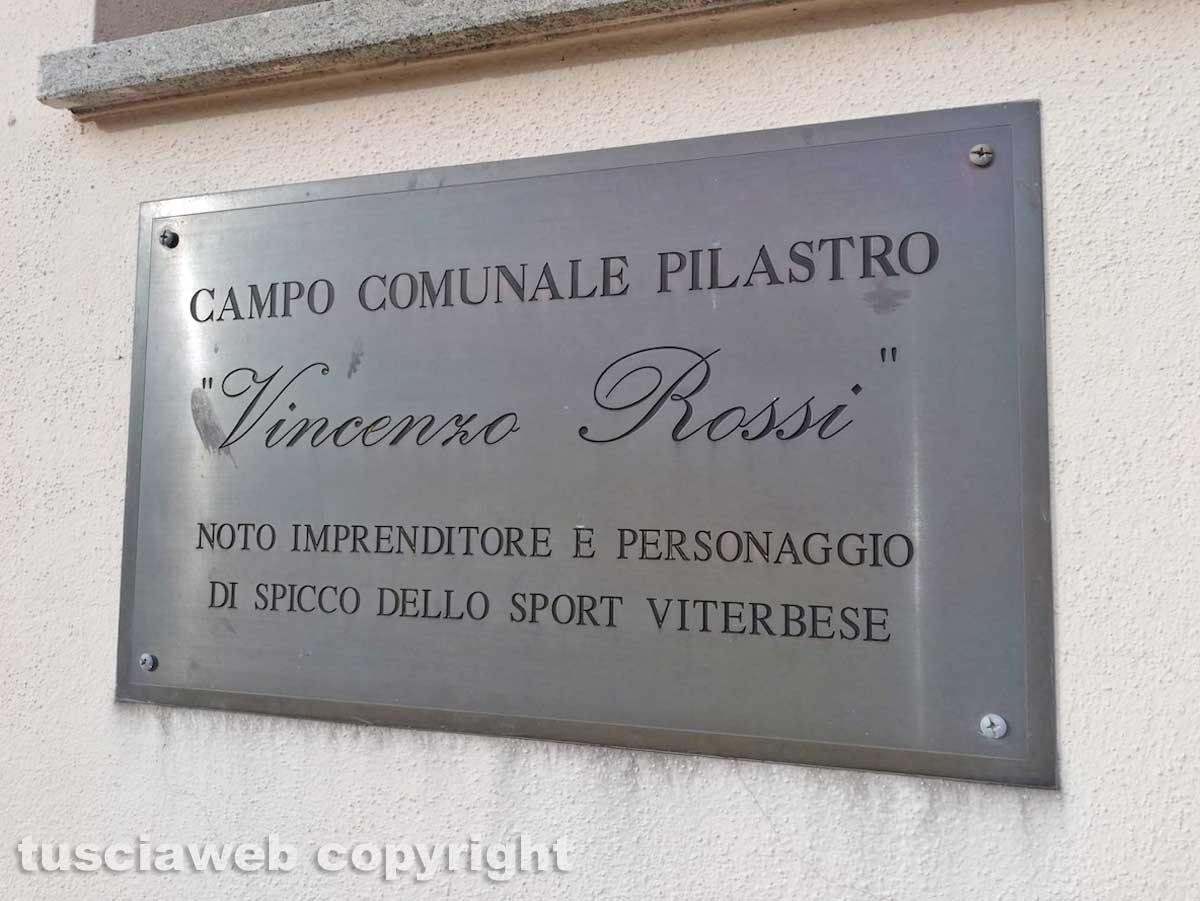 CAMPO COMUNALE PILASTRO
"Vincenzo Rossi"
NOTO IMPRENDITORE E PERSONAGGIO
DI SPICCO DELLO SPORT VITERBESE
tusciaweb copyright